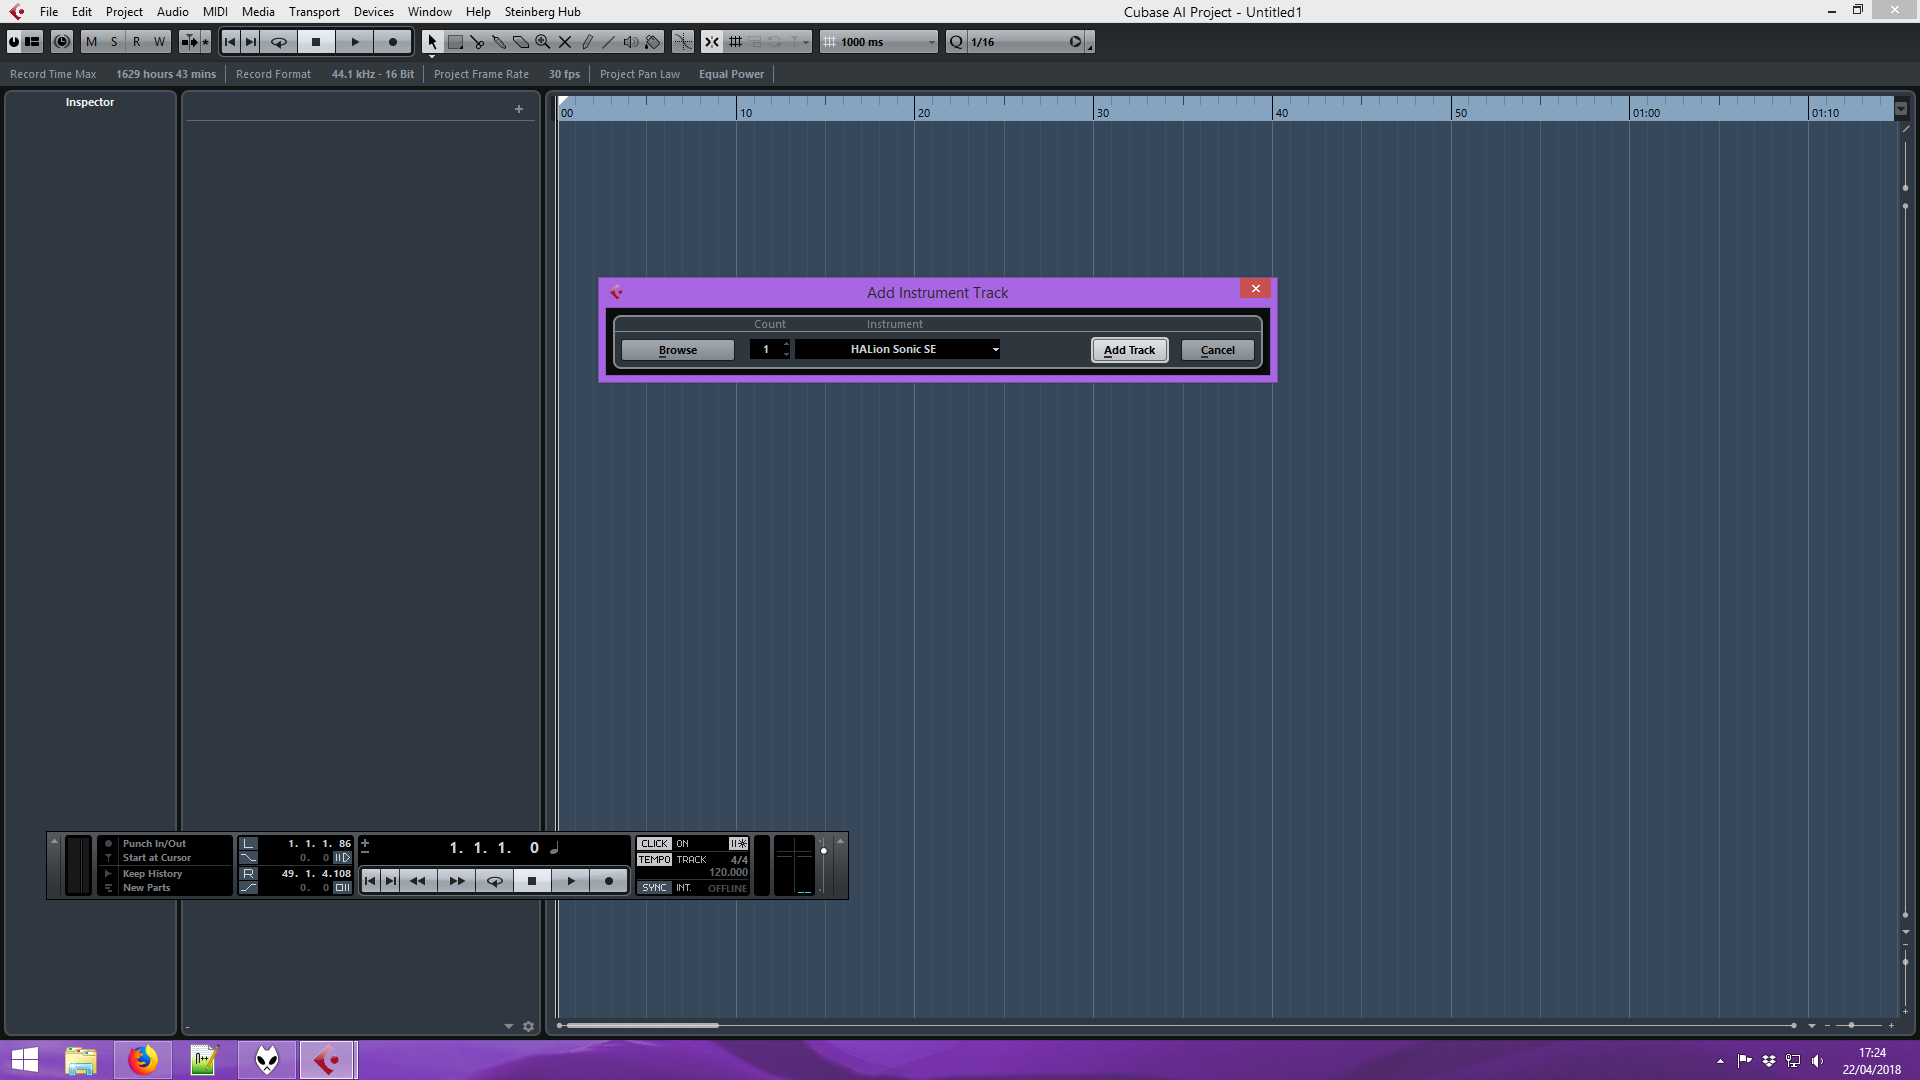 File Edit Project Audio MIDI Media Transport Devices Window Help Steinberg Hub
Cubase AI Project - Untitled1
M S R W
1000 ms
Q 1/16
Record Time Max 1629 hours 43 mins Record Format 44.1 kHz - 16 Bit Project Frame Rate 30 fps Project Pan Law Equal Power
Inspector
00 10 20 30 40 50 01:00 01:10
Add Instrument Track
Count Instrument
Browse 1 HALion Sonic SE Add Track Cancel
Punch In/Out
Start at Cursor
Keep History
New Parts
L 1. 1. 1. 86
0. 0
R 49. 1. 4.108
0. 0
1. 1. 1. 0
CLICK ON
TEMPO TRACK 4/4
120.000
SYNC INT. OFFLINE
n++
17:24
22/04/2018